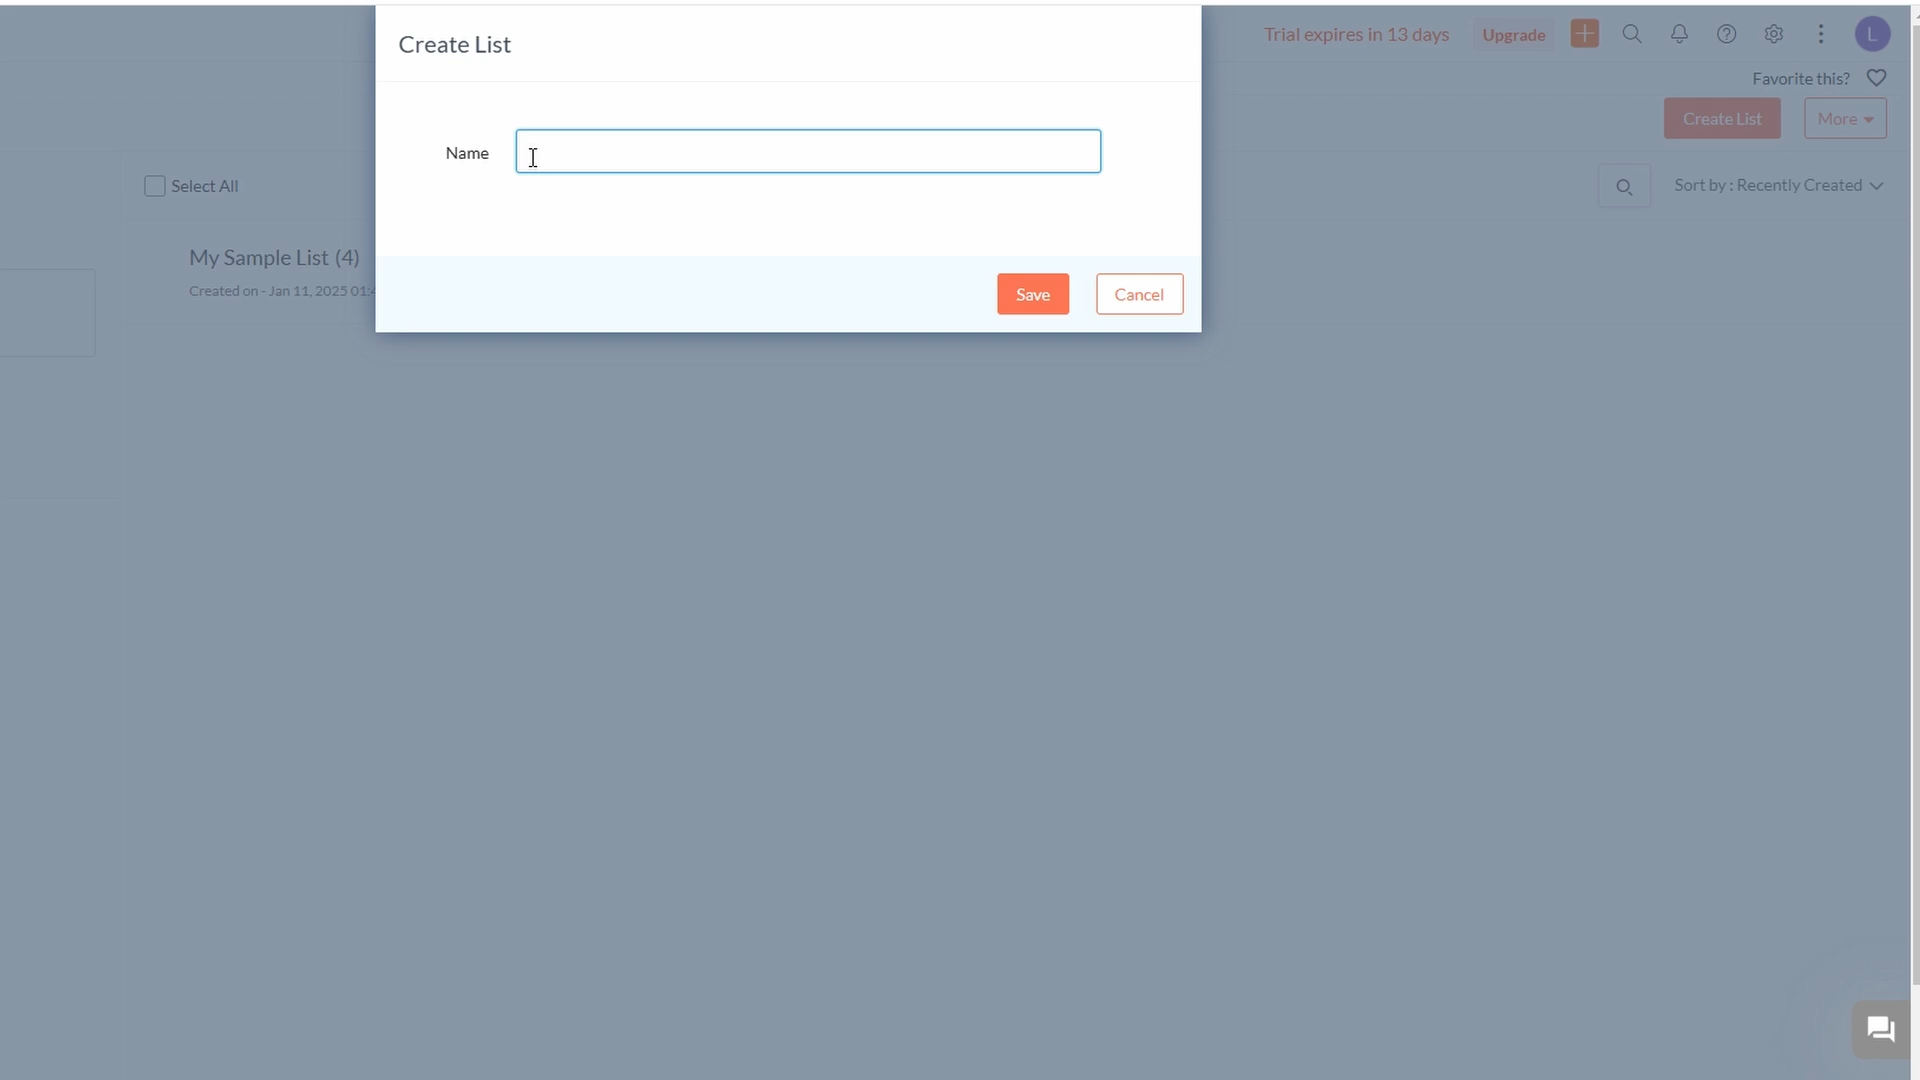 Create List
Trial expires in 13 days
Upgrade
L
Favorite this?
Create List
More
Name
Select All
Sort by : Recently Created
My Sample List (4)
Created on - Jan 11, 2025 01:
Save
Cancel